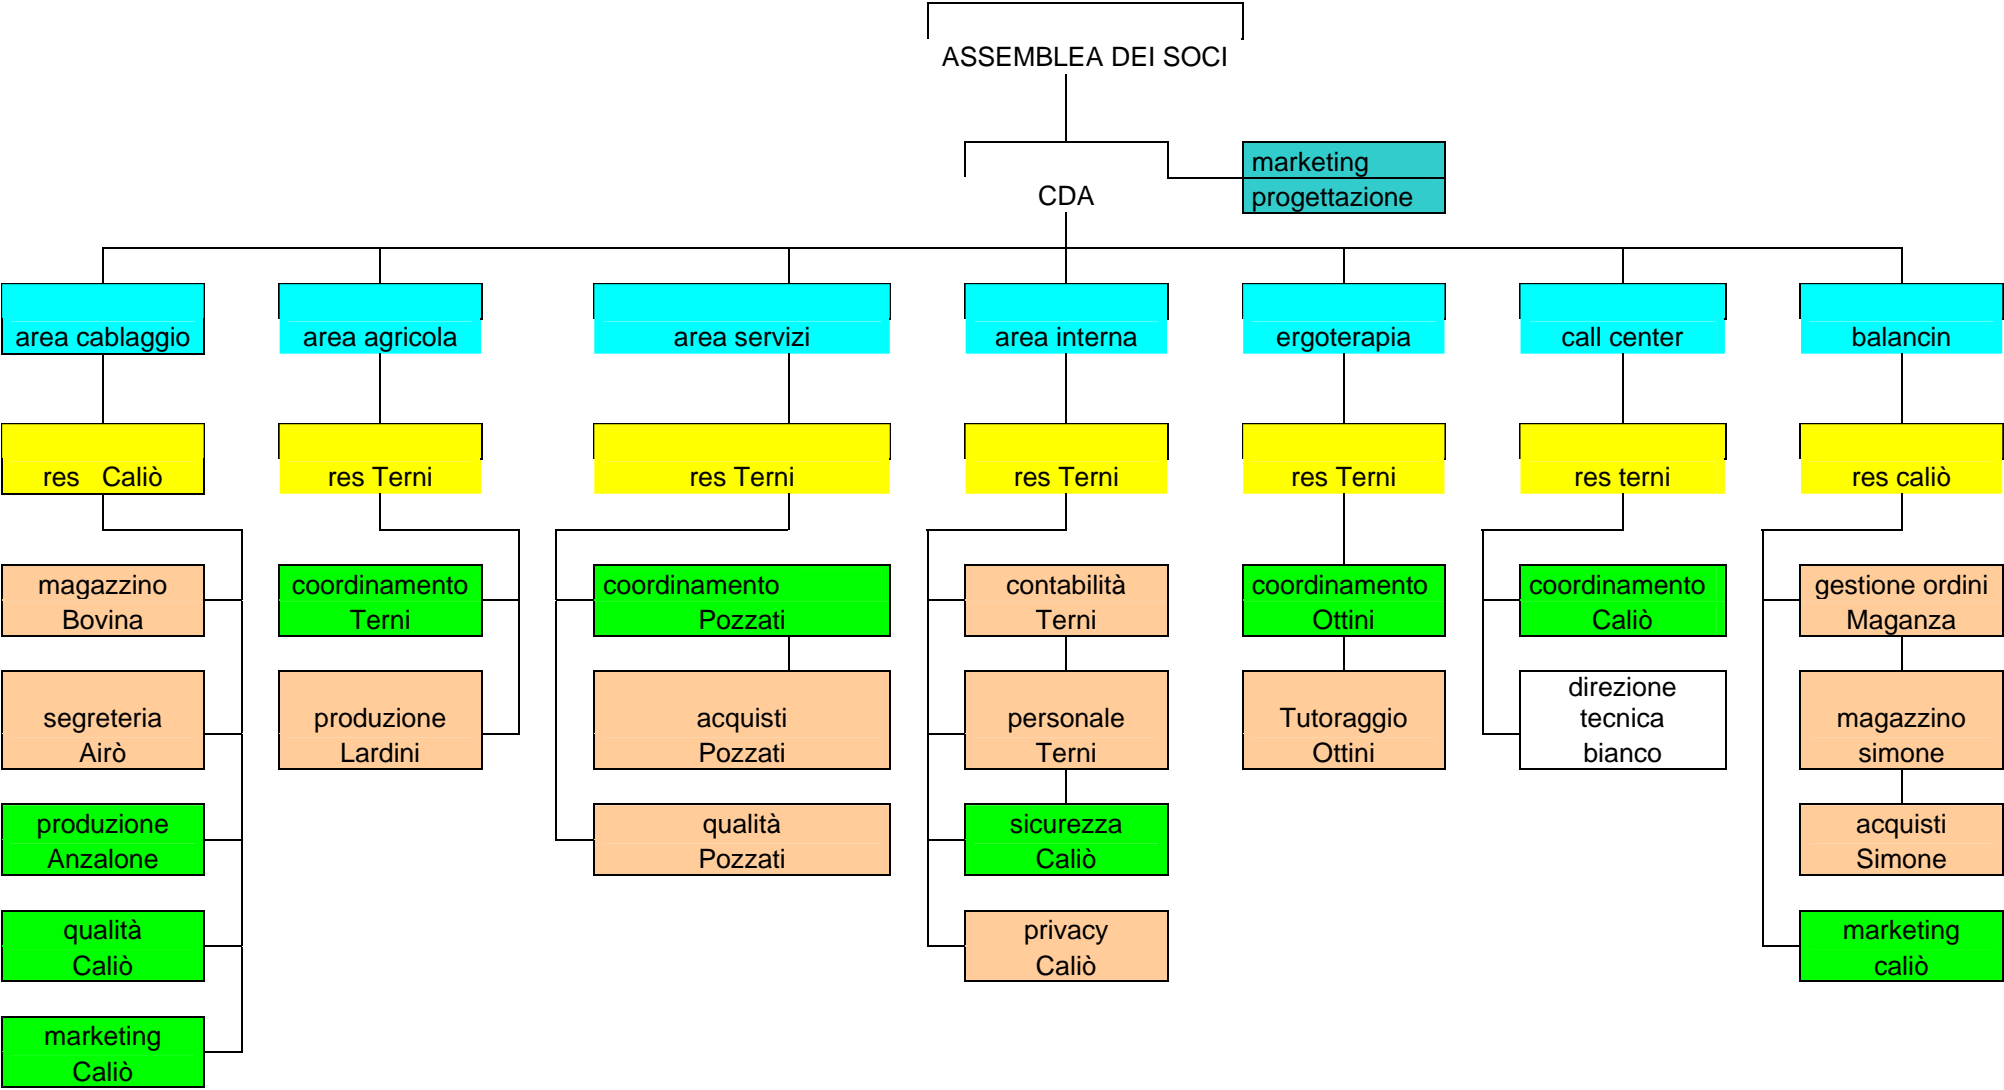 ASSEMBLEA DEI SOCI
marketing
progettazione
CDA
area cablaggio
area agricola
area servizi
area interna
ergoterapia
call center
balancin
res Caliò
res Terni
res Terni
res Terni
res Terni
res terni
res caliò
magazzino
Bovina
coordinamento
Terni
coordinamento
Pozzati
contabilità
Terni
coordinamento
Ottini
coordinamento
Caliò
gestione ordini
Maganza
segreteria
Airò
produzione
Lardini
acquisti
Pozzati
personale
Terni
Tutoraggio
Ottini
direzione
tecnica
bianco
magazzino
simone
produzione
Anzalone
qualità
Pozzati
sicurezza
Caliò
acquisti
Simone
qualità
Caliò
privacy
Caliò
marketing
caliò
marketing
Caliò